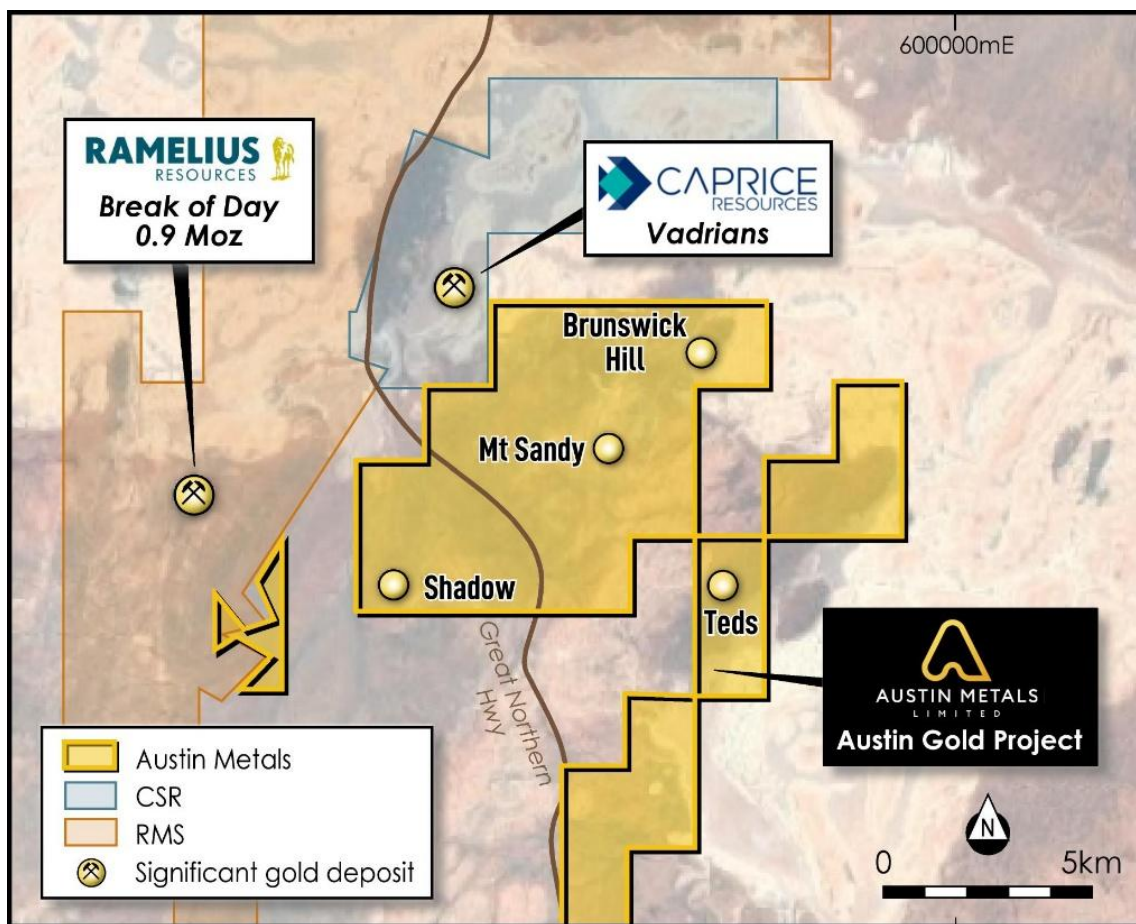 600000mE
RAMELIUS
RESOURCES
Break of Day
0.9 Moz
CAPRICE
RESOURCES
Vadrians
Brunswick
Hill
Mt Sandy
Shadow
Teds
Great Northern
Hwy
AUSTIN METALS
LIMITED
Austin Gold Project
Austin Metals
CSR
RMS
Significant gold deposit
N
0 5km